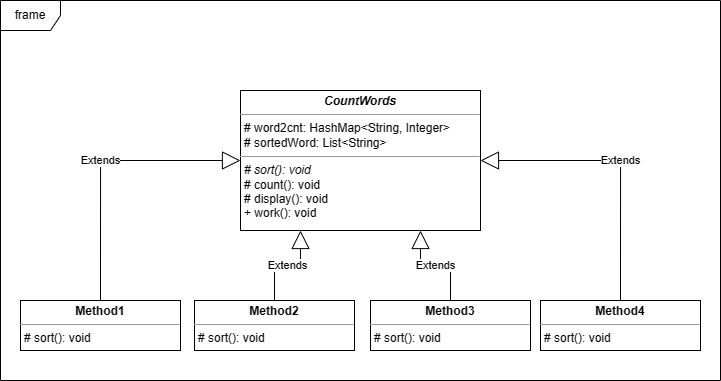 frame
CountWords
# word2cnt: HashMap<String, Integer>
# sortedWord: List<String>
# sort(): void
# count(): void
# display(): void
+ work(): void
Extends
Extends
Extends
Extends
Method1
# sort(): void
Method2
# sort(): void
Method3
# sort(): void
Method4
# sort(): void